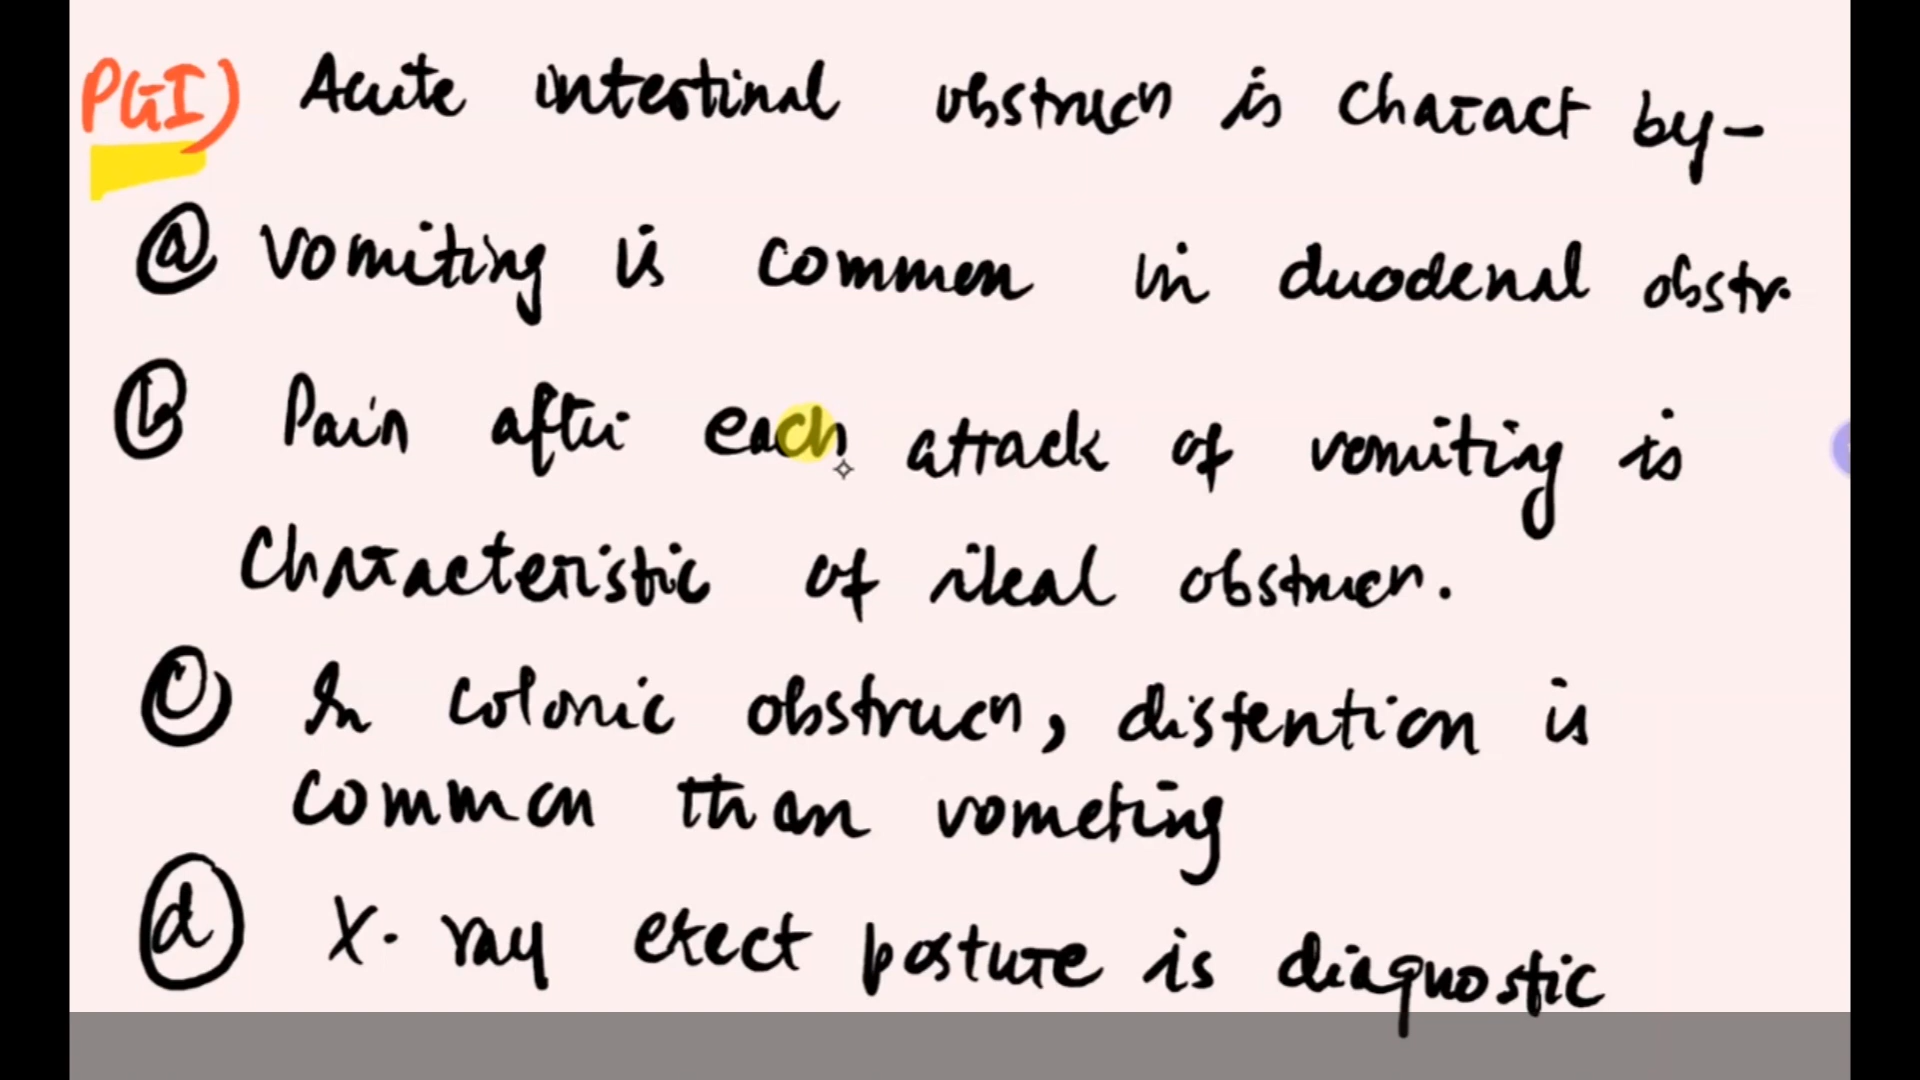 PGI) Acute intestinal obstrucn is charact by-
ⓐ Vomiting is common in duodenal obstr.
ⓑ Pain after each attack of vomiting is
characteristic of ileal obstrucn.
ⓒ In colonic obstrucn, distention is
common than vometing
ⓓ X-ray erect posture is diagnostic